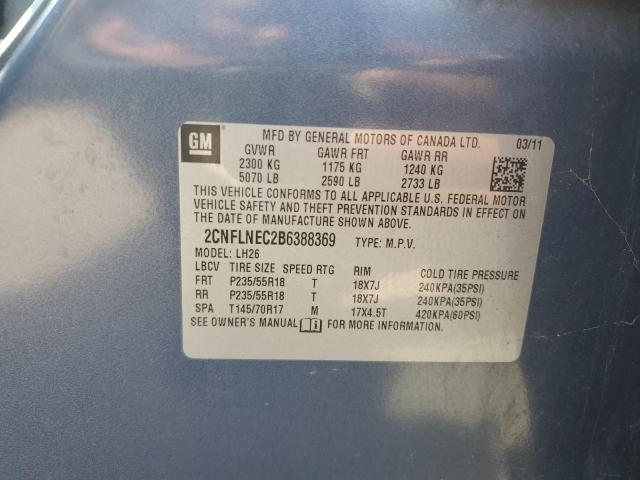 GM
MFD BY GENERAL MOTORS OF CANADA LTD. 03/11
GVWR GAWR FRT GAWR RR
2300 KG 1175 KG 1240 KG
5070 LB 2590 LB 2733 LB
THIS VEHICLE CONFORMS TO ALL APPLICABLE U.S. FEDERAL MOTOR
VEHICLE SAFETY AND THEFT PREVENTION STANDARDS IN EFFECT ON
THE DATE OF MANUFACTURE SHOWN ABOVE.
2CNFLNEC2B6388369 TYPE: M.P.V.
MODEL: LH26
LBCV TIRE SIZE SPEED RTG RIM COLD TIRE PRESSURE
FRT P235/55R18 T 18X7J 240KPA(35PSI)
RR P235/55R18 T 18X7J 240KPA(35PSI)
SPA T145/70R17 M 17X4.5T 420KPA(60PSI)
SEE OWNER'S MANUAL FOR MORE INFORMATION.